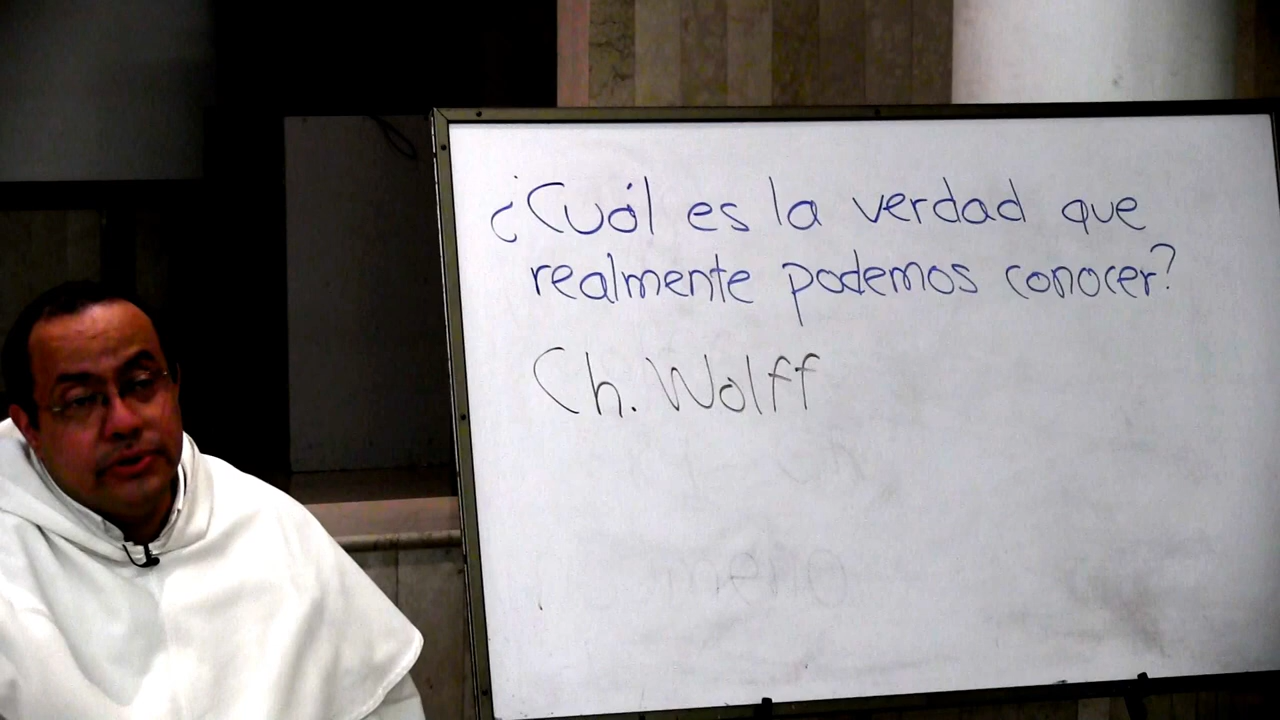 ¿Cuál es la verdad que
realmente podemos conocer?
Ch. Wolff